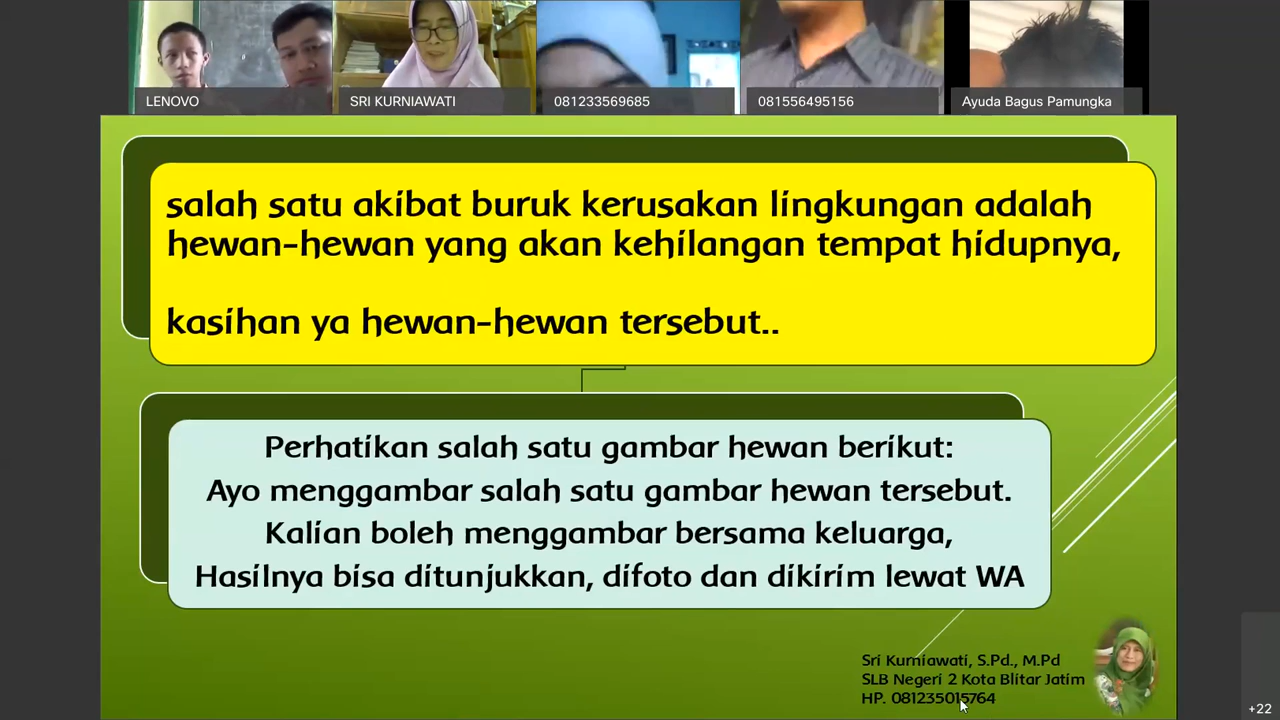 LENOVO
SRI KURNIAWATI
081233569685
081556495156
Ayuda Bagus Pamungka
salah satu akibat buruk kerusakan lingkungan adalah
hewan-hewan yang akan kehilangan tempat hidupnya,
kasihan ya hewan-hewan tersebut..
Perhatikan salah satu gambar hewan berikut:
Ayo menggambar salah satu gambar hewan tersebut.
Kalian boleh menggambar bersama keluarga,
Hasilnya bisa ditunjukkan, difoto dan dikirim lewat WA
Sri Kurniawati, S.Pd., M.Pd
SLB Negeri 2 Kota Blitar Jatim
HP. 081235015764
+22